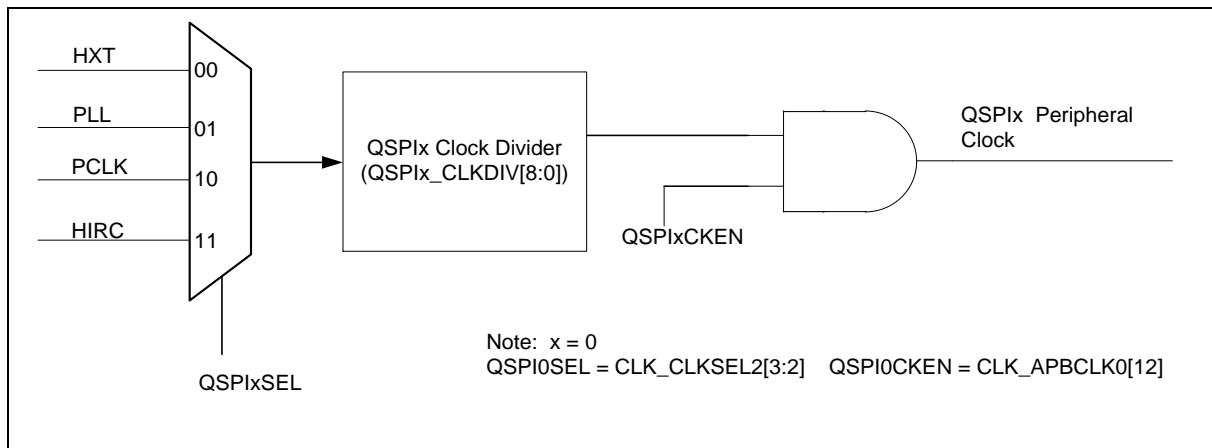 HXT
00
PLL
01
PCLK
10
HIRC
11
QSPIxSEL
QSPIx Clock Divider
(QSPIx_CLKDIV[8:0])
QSPIxCKEN
QSPIx Peripheral
Clock
Note: x = 0
QSPI0SEL = CLK_CLKSEL2[3:2] QSPI0CKEN = CLK_APBCLK0[12]